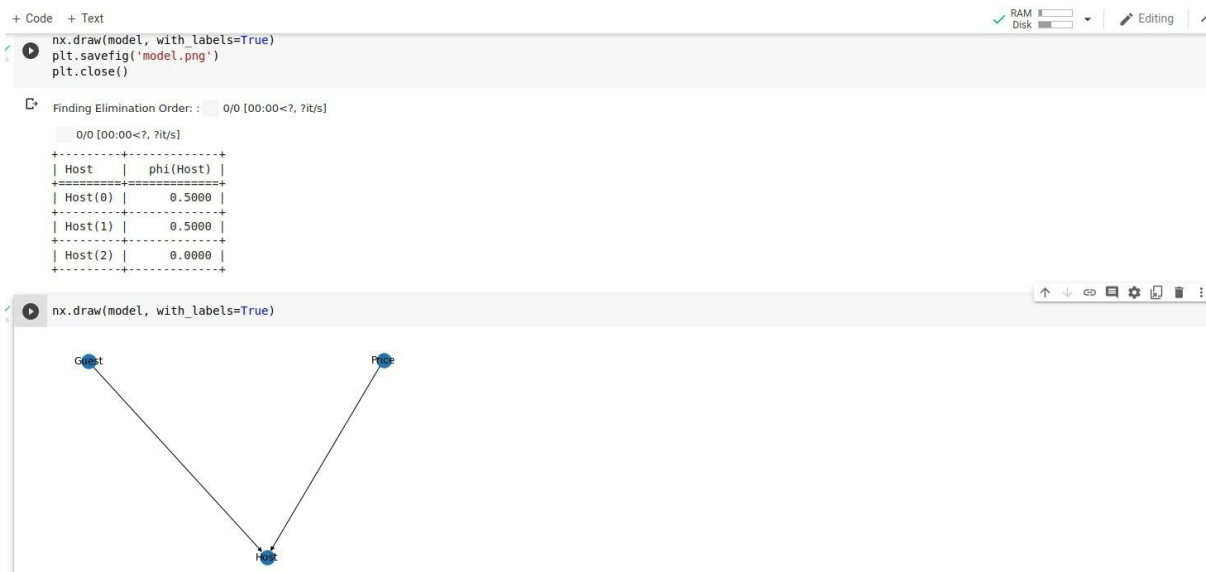 + Code + Text
RAM
Disk
Editing
nx.draw(model, with_labels=True)
plt.savefig('model.png')
plt.close()
Finding Elimination Order: : 0/0 [00:00<?, ?it/s]
0/0 [00:00<?, ?it/s]
+---------+-------------+
| Host    |   phi(Host) |
+=========+=============+
| Host(0) |      0.5000 |
+---------+-------------+
| Host(1) |      0.5000 |
+---------+-------------+
| Host(2) |      0.0000 |
+---------+-------------+
nx.draw(model, with_labels=True)
Guest
Price
Host